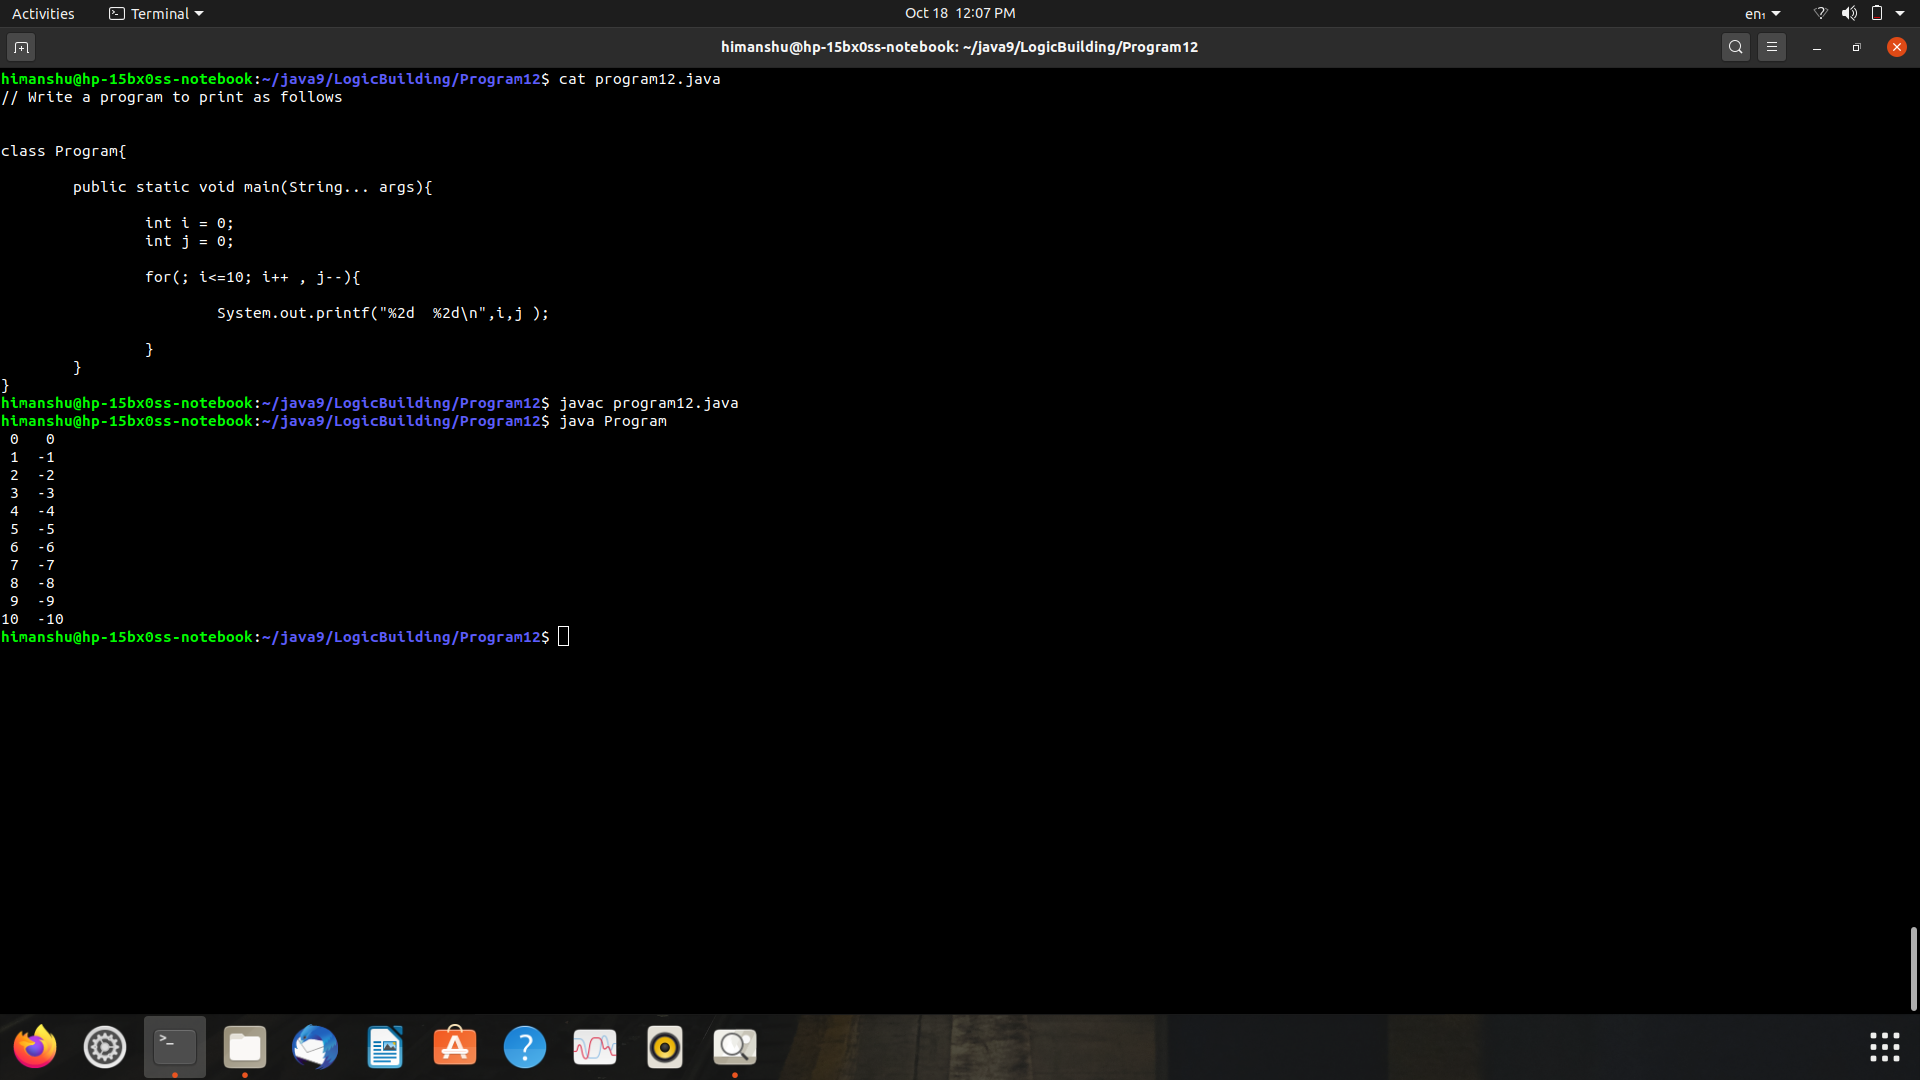 Activities Terminal Oct 18 12:07 PM en₁
himanshu@hp-15bx0ss-notebook: ~/java9/LogicBuilding/Program12
himanshu@hp-15bx0ss-notebook:~/java9/LogicBuilding/Program12$ cat program12.java
// Write a program to print as follows
class Program{
        public static void main(String... args){
                int i = 0;
                int j = 0;
                for(; i<=10; i++ , j--){
                        System.out.printf("%2d  %2d\n",i,j );
                }
        }
}
himanshu@hp-15bx0ss-notebook:~/java9/LogicBuilding/Program12$ javac program12.java
himanshu@hp-15bx0ss-notebook:~/java9/LogicBuilding/Program12$ java Program
 0   0
 1  -1
 2  -2
 3  -3
 4  -4
 5  -5
 6  -6
 7  -7
 8  -8
 9  -9
10  -10
himanshu@hp-15bx0ss-notebook:~/java9/LogicBuilding/Program12$